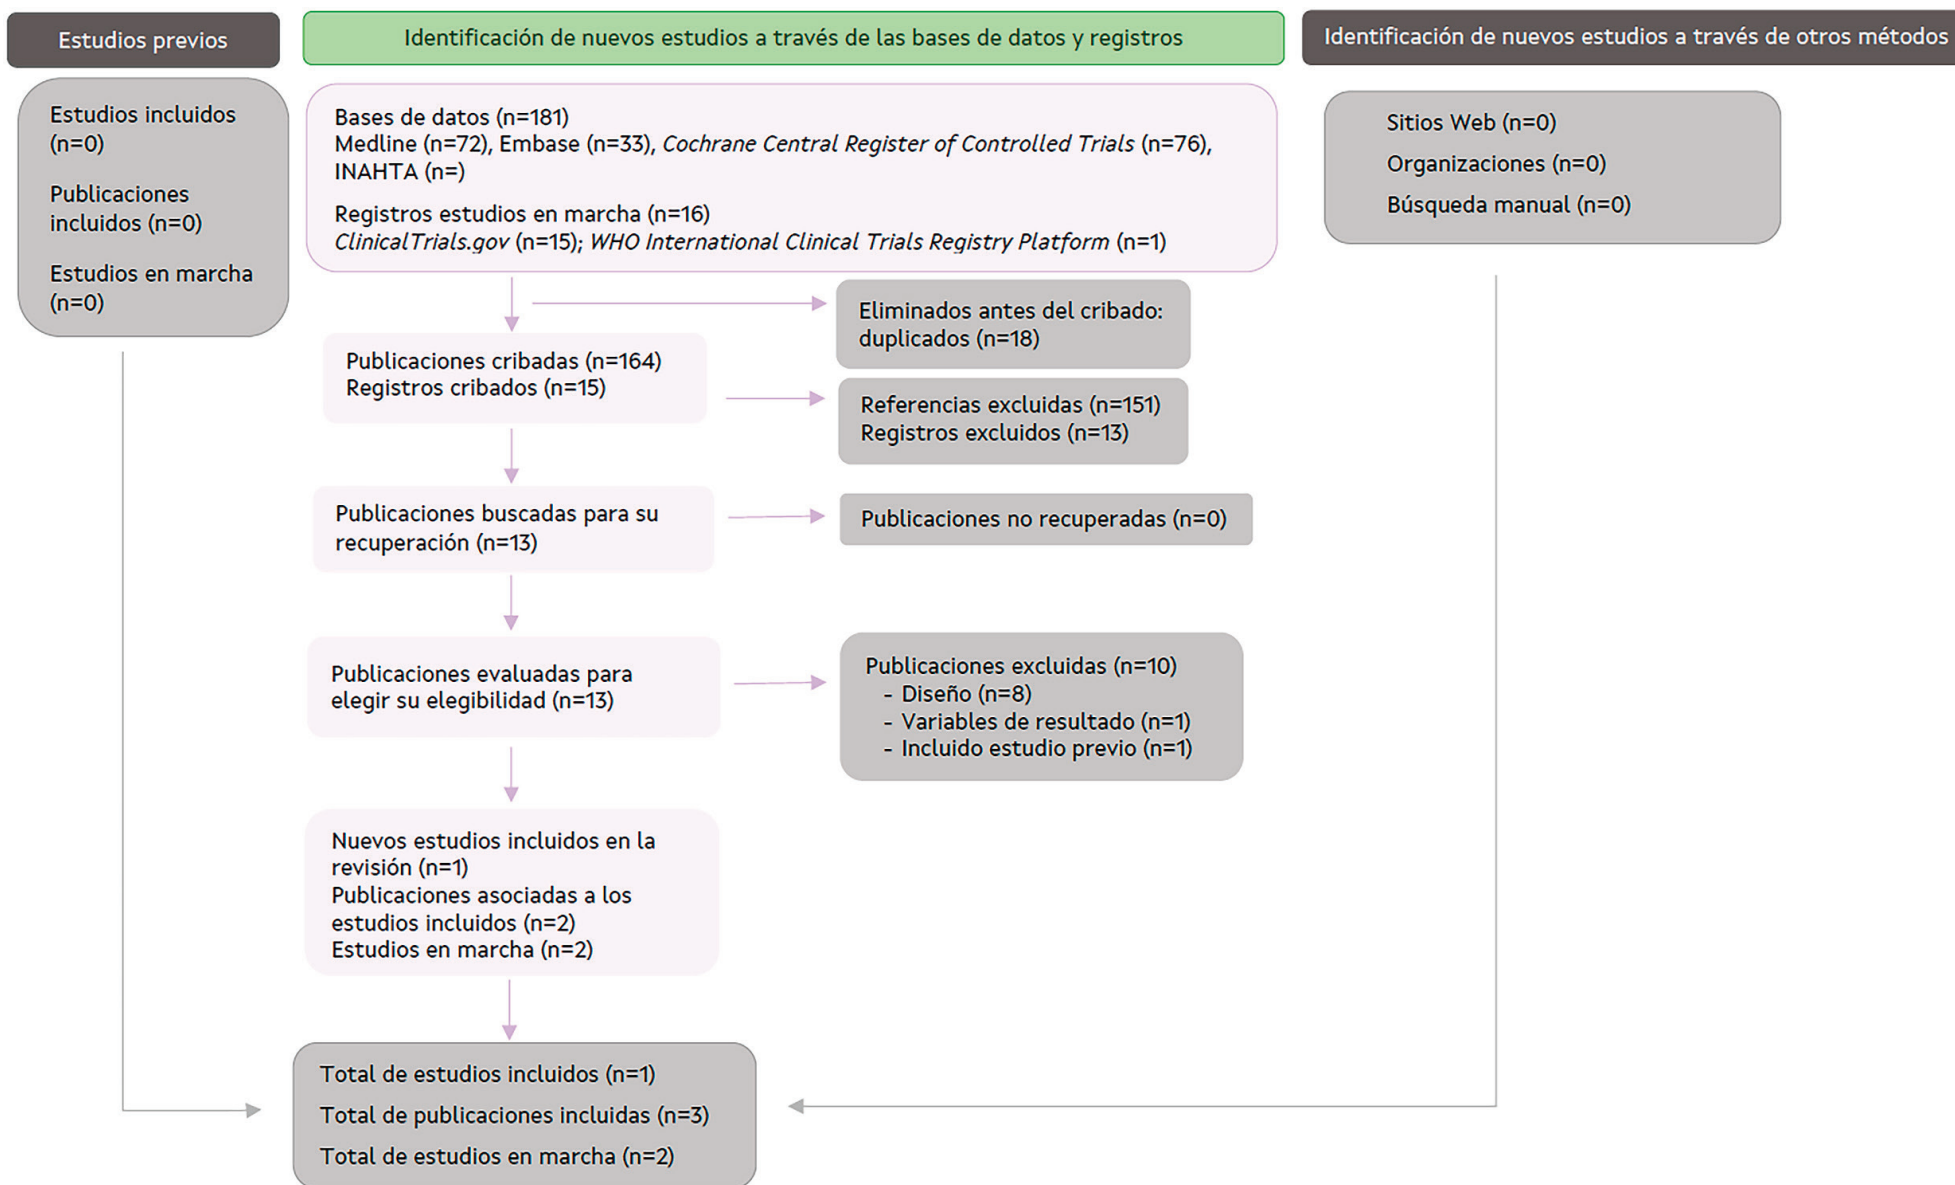 Estudios previos
Identificación de nuevos estudios a través de las bases de datos y registros
Identificación de nuevos estudios a través de otros métodos
Estudios incluidos
(n=0)
Publicaciones
incluidos (n=0)
Estudios en marcha
(n=0)
Bases de datos (n=181)
Medline (n=72), Embase (n=33), Cochrane Central Register of Controlled Trials (n=76),
INAHTA (n=)
Registros estudios en marcha (n=16)
ClinicalTrials.gov (n=15); WHO International Clinical Trials Registry Platform (n=1)
Sitios Web (n=0)
Organizaciones (n=0)
Búsqueda manual (n=0)
Eliminados antes del cribado:
duplicados (n=18)
Publicaciones cribadas (n=164)
Registros cribados (n=15)
Referencias excluidas (n=151)
Registros excluidos (n=13)
Publicaciones buscadas para su
recuperación (n=13)
Publicaciones no recuperadas (n=0)
Publicaciones evaluadas para
elegir su elegibilidad (n=13)
Publicaciones excluidas (n=10)
- Diseño (n=8)
- Variables de resultado (n=1)
- Incluido estudio previo (n=1)
Nuevos estudios incluidos en la
revisión (n=1)
Publicaciones asociadas a los
estudios incluidos (n=2)
Estudios en marcha (n=2)
Total de estudios incluidos (n=1)
Total de publicaciones incluidas (n=3)
Total de estudios en marcha (n=2)